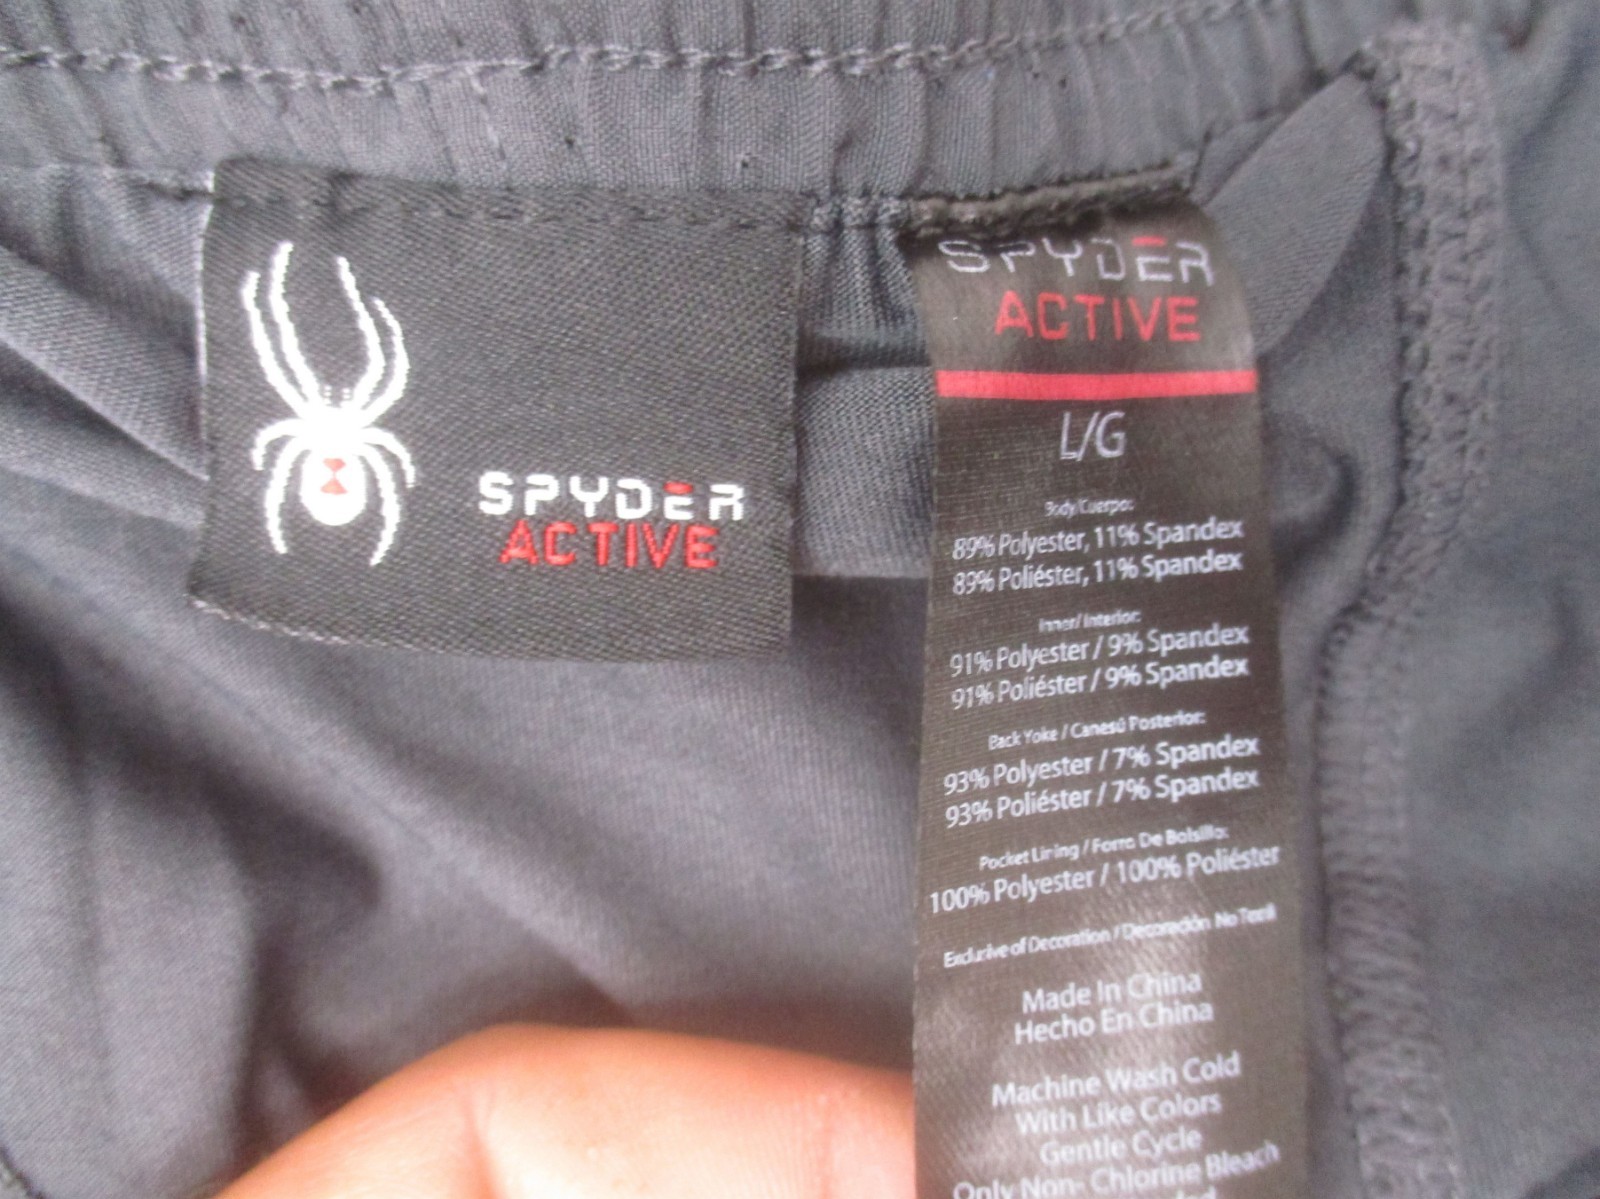 SPYDER
ACTIVE
SPYDER
ACTIVE
L/G
Body/Cuerpo:
89% Polyester, 11% Spandex
89% Poliéster, 11% Spandex
Inner/Interior:
91% Polyester / 9% Spandex
91% Poliéster / 9% Spandex
Back Yoke / Canesú Posterior:
93% Polyester / 7% Spandex
93% Poliéster / 7% Spandex
Pocket Lining / Forro De Bolsillo:
100% Polyester / 100% Poliéster
Exclusive of Decoration / Decoración No Textil
Made In China
Hecho En China
Machine Wash Cold
With Like Colors
Gentle Cycle
Only Non- Chlorine Bleach